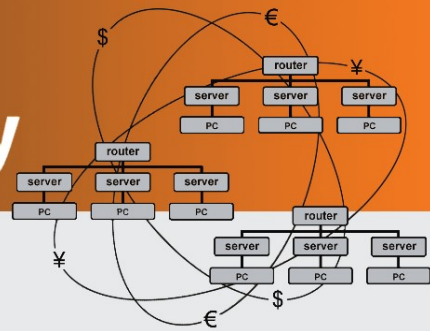 $ €
router ¥
server server server
PC PC PC
y
router
server server server
PC PC PC
router
server server server
PC PC PC
¥
$
€